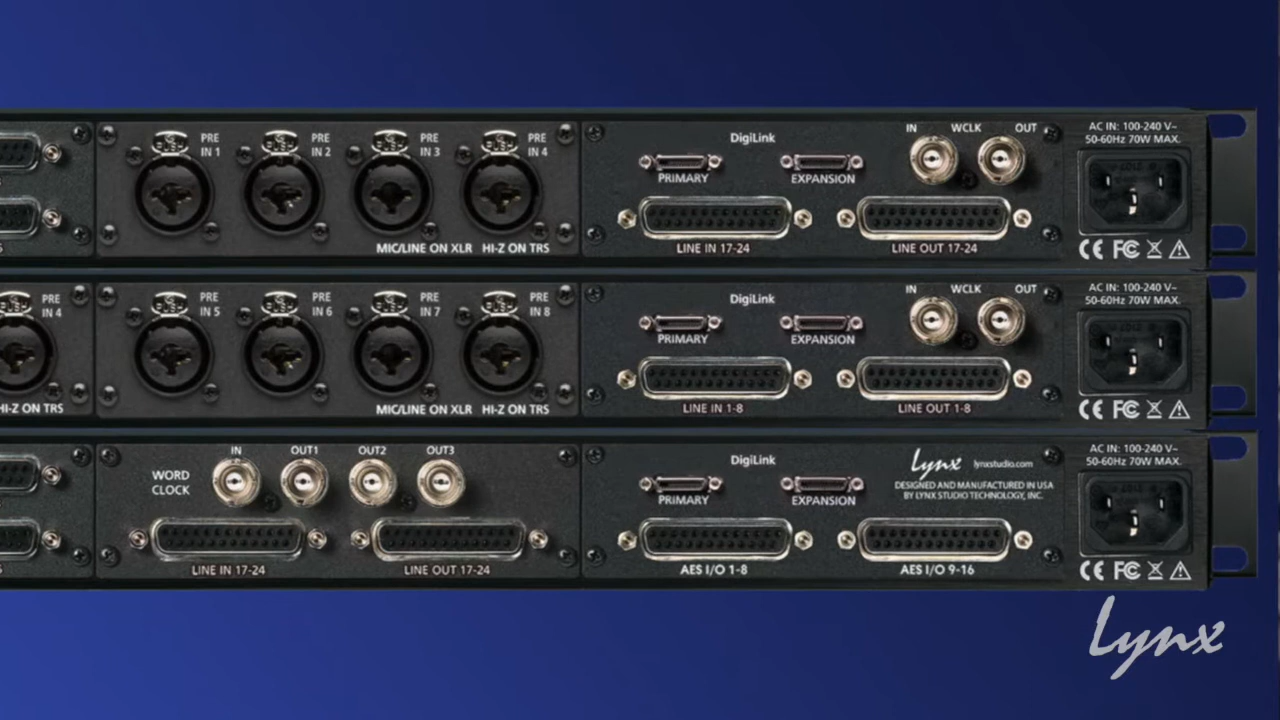 PRE IN 1
PRE IN 2
PRE IN 3
PRE IN 4
MIC/LINE ON XLR HI-Z ON TRS
DigiLink
PRIMARY
EXPANSION
LINE IN 17-24
LINE OUT 17-24
IN WCLK OUT
AC IN: 100-240 V~
50-60Hz 70W MAX.
CE FC
PRE IN 4
HI-Z ON TRS
PRE IN 5
PRE IN 6
PRE IN 7
PRE IN 8
MIC/LINE ON XLR HI-Z ON TRS
DigiLink
PRIMARY
EXPANSION
LINE IN 1-8
LINE OUT 1-8
IN WCLK OUT
AC IN: 100-240 V~
50-60Hz 70W MAX.
CE FC
WORD CLOCK
IN OUT1 OUT2 OUT3
LINE IN 17-24
LINE OUT 17-24
DigiLink
PRIMARY
EXPANSION
AES I/O 1-8
AES I/O 9-16
Lynx lynxstudio.com
DESIGNED AND MANUFACTURED IN USA
BY LYNX STUDIO TECHNOLOGY, INC.
AC IN: 100-240 V~
50-60Hz 70W MAX.
CE FC
Lynx